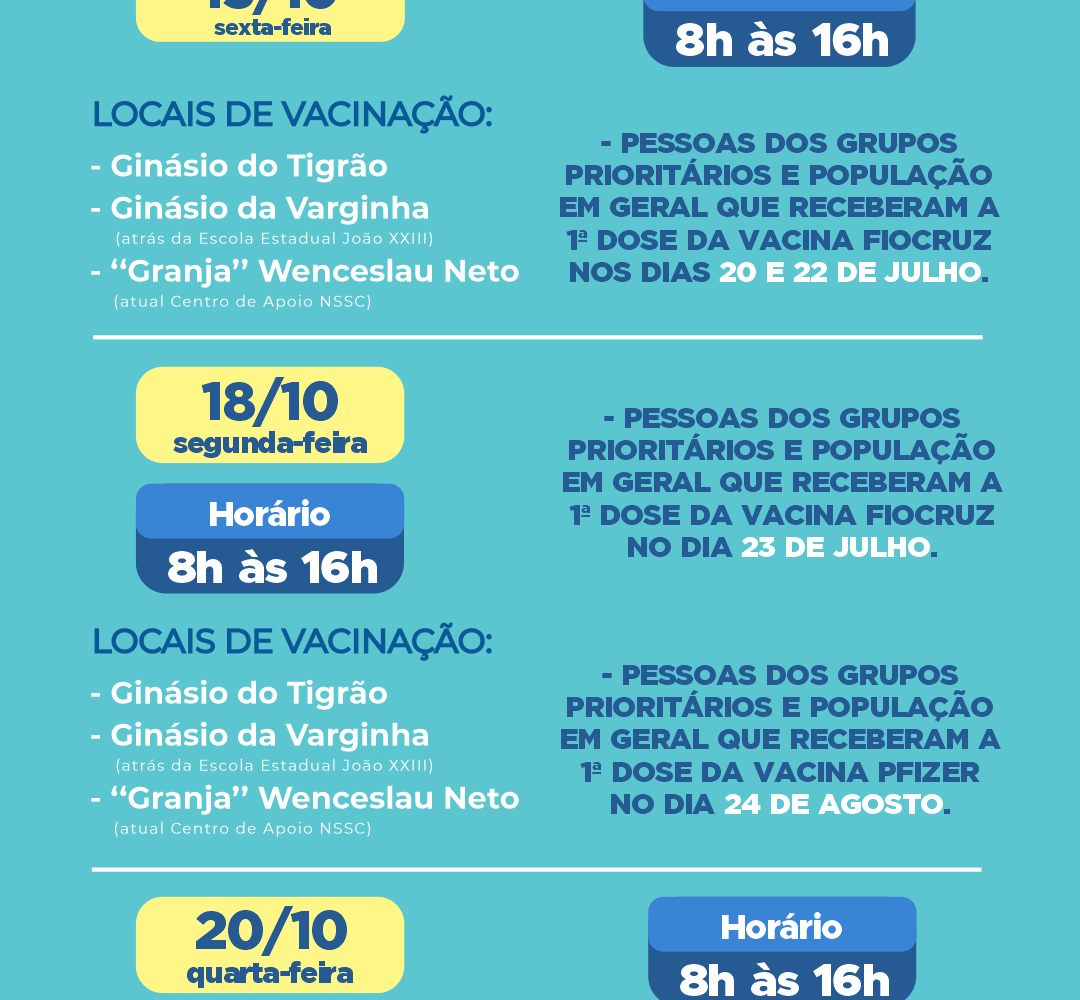 15/10
sexta-feira
8h às 16h
LOCAIS DE VACINAÇÃO:
- Ginásio do Tigrão
- Ginásio da Varginha
(atrás da Escola Estadual João XXIII)
- “Granja” Wenceslau Neto
(atual Centro de Apoio NSSC)
- PESSOAS DOS GRUPOS
PRIORITÁRIOS E POPULAÇÃO
EM GERAL QUE RECEBERAM A
1ª DOSE DA VACINA FIOCRUZ
NOS DIAS 20 E 22 DE JULHO.
18/10
segunda-feira
Horário
8h às 16h
- PESSOAS DOS GRUPOS
PRIORITÁRIOS E POPULAÇÃO
EM GERAL QUE RECEBERAM A
1ª DOSE DA VACINA FIOCRUZ
NO DIA 23 DE JULHO.
LOCAIS DE VACINAÇÃO:
- Ginásio do Tigrão
- Ginásio da Varginha
(atrás da Escola Estadual João XXIII)
- “Granja” Wenceslau Neto
(atual Centro de Apoio NSSC)
- PESSOAS DOS GRUPOS
PRIORITÁRIOS E POPULAÇÃO
EM GERAL QUE RECEBERAM A
1ª DOSE DA VACINA PFIZER
NO DIA 24 DE AGOSTO.
20/10
quarta-feira
Horário
8h às 16h